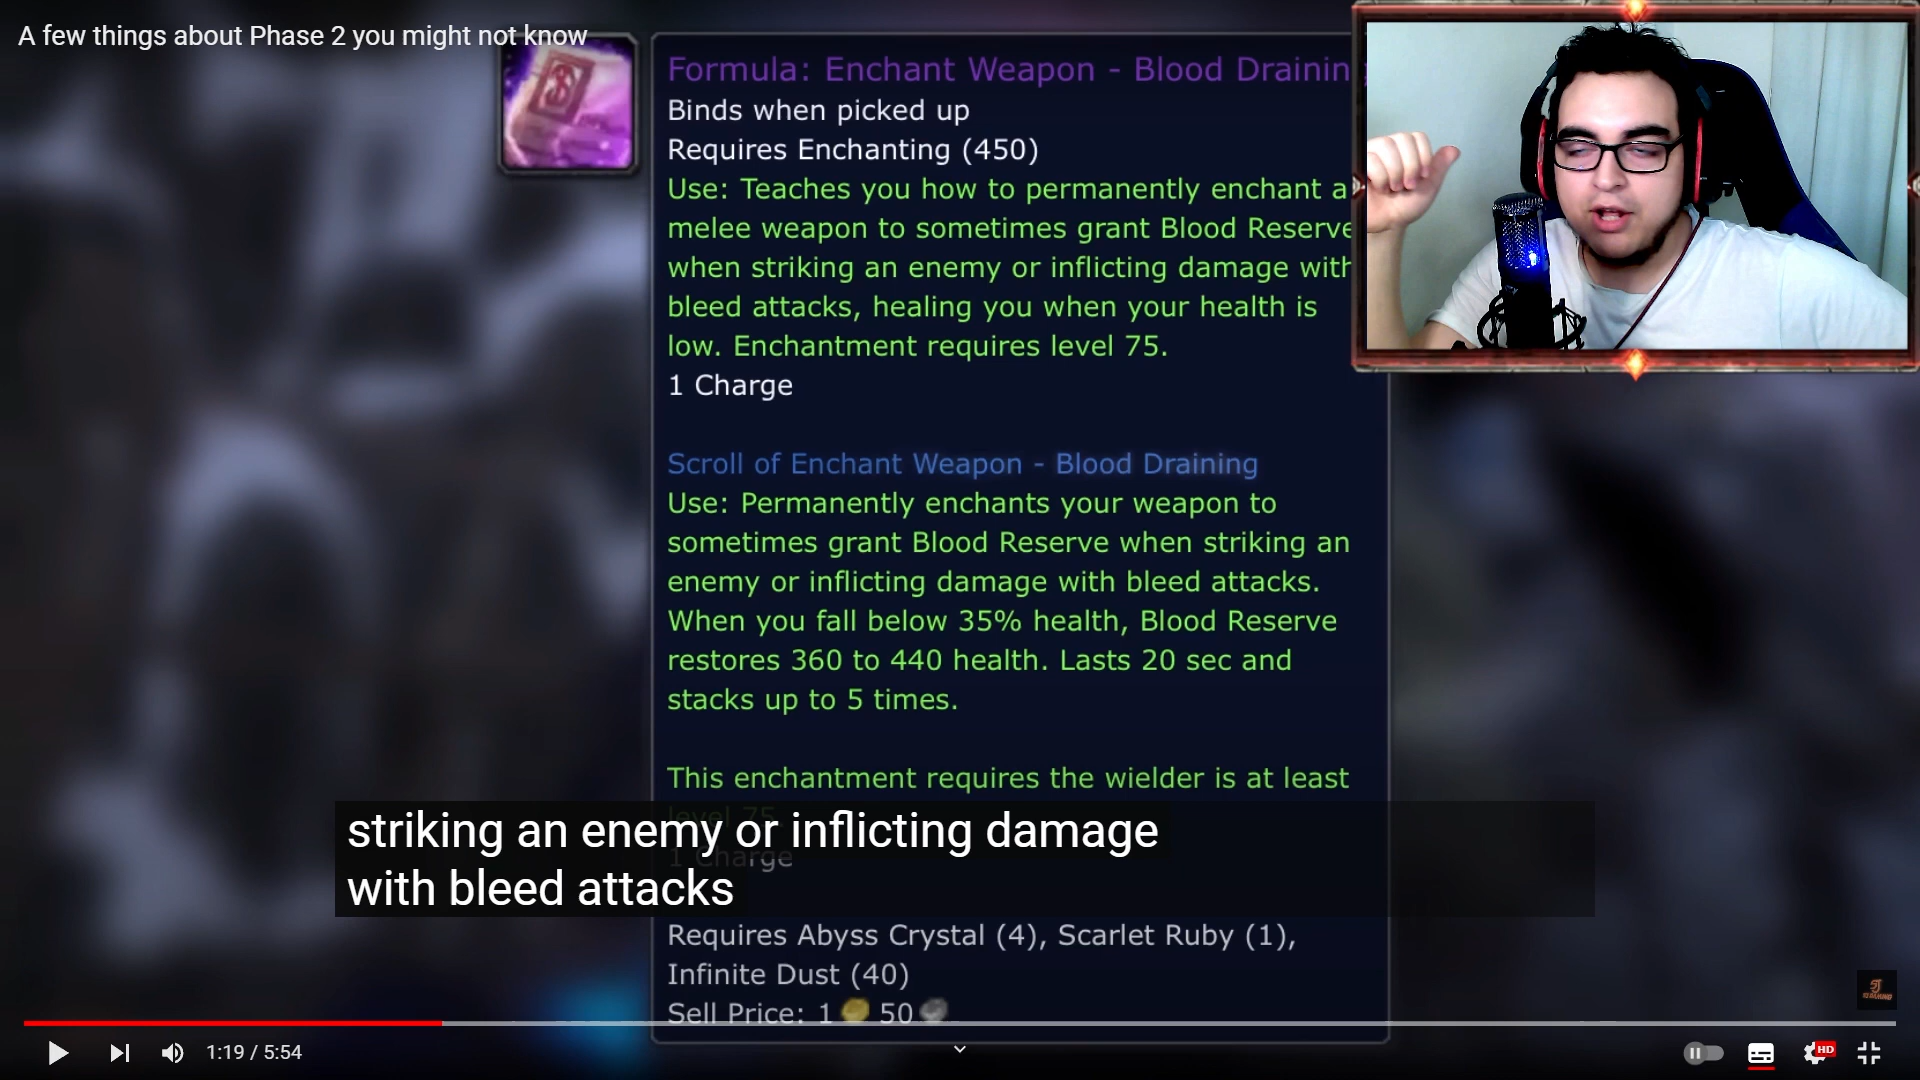 A few things about Phase 2 you might not know
Formula: Enchant Weapon - Blood Drainin
Binds when picked up
Requires Enchanting (450)
Use: Teaches you how to permanently enchant a
melee weapon to sometimes grant Blood Reserve
when striking an enemy or inflicting damage with
bleed attacks, healing you when your health is
low. Enchantment requires level 75.
1 Charge
Scroll of Enchant Weapon - Blood Draining
Use: Permanently enchants your weapon to
sometimes grant Blood Reserve when striking an
enemy or inflicting damage with bleed attacks.
When you fall below 35% health, Blood Reserve
restores 360 to 440 health. Lasts 20 sec and
stacks up to 5 times.
This enchantment requires the wielder is at least
level 75
1 Charge
striking an enemy or inflicting damage
with bleed attacks
Requires Abyss Crystal (4), Scarlet Ruby (1),
Infinite Dust (40)
Sell Price: 1 50
1:19 / 5:54
HD